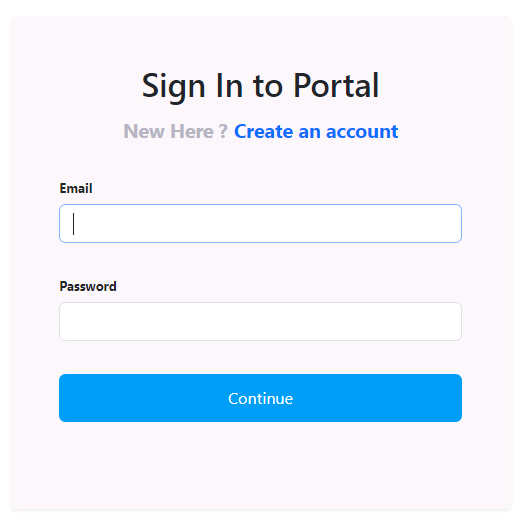 Sign In to Portal
New Here ? Create an account
Email
Password
Continue